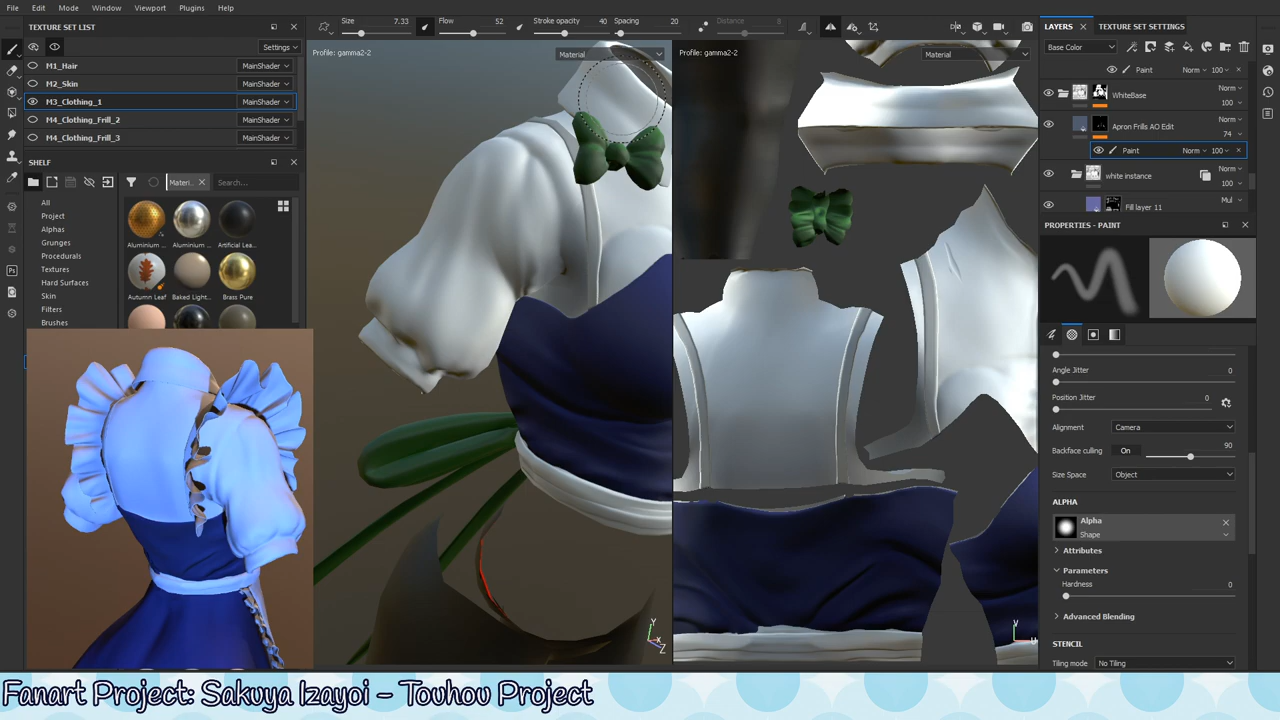 File Edit Mode Window Viewport Plugins Help
TEXTURE SET LIST
Settings
M1_Hair MainShader
M2_Skin MainShader
M3_Clothing_1 MainShader
M4_Clothing_Frill_2 MainShader
M4_Clothing_Frill_3 MainShader
SHELF
Materi...
Search...
All
Project
Alphas
Grunges
Procedurals
Textures
Hard Surfaces
Skin
Filters
Brushes
Aluminium ... Aluminium ... Artificial Lea...
Autumn Leaf Baked Light... Brass Pure
Size 7.33 Flow 52 Stroke opacity 40 Spacing 20 Distance 8
Profile: gamma2-2
Material
Profile: gamma2-2
Material
Y
X
Z
V
U
LAYERS TEXTURE SET SETTINGS
Base Color
Paint Norm 100
WhiteBase Norm
100
Apron Frills AO Edit Norm
74
Paint Norm 100
white instance Norm
100
Fill layer 11 Mul
PROPERTIES - PAINT
Angle Jitter 0
Position Jitter 0
Alignment Camera
Backface culling On 90
Size Space Object
ALPHA
Alpha
Shape
Attributes
Parameters
Hardness 0
Advanced Blending
STENCIL
Tiling mode No Tiling
Fanart Project: Sakuya Izayoi - Touhou Project